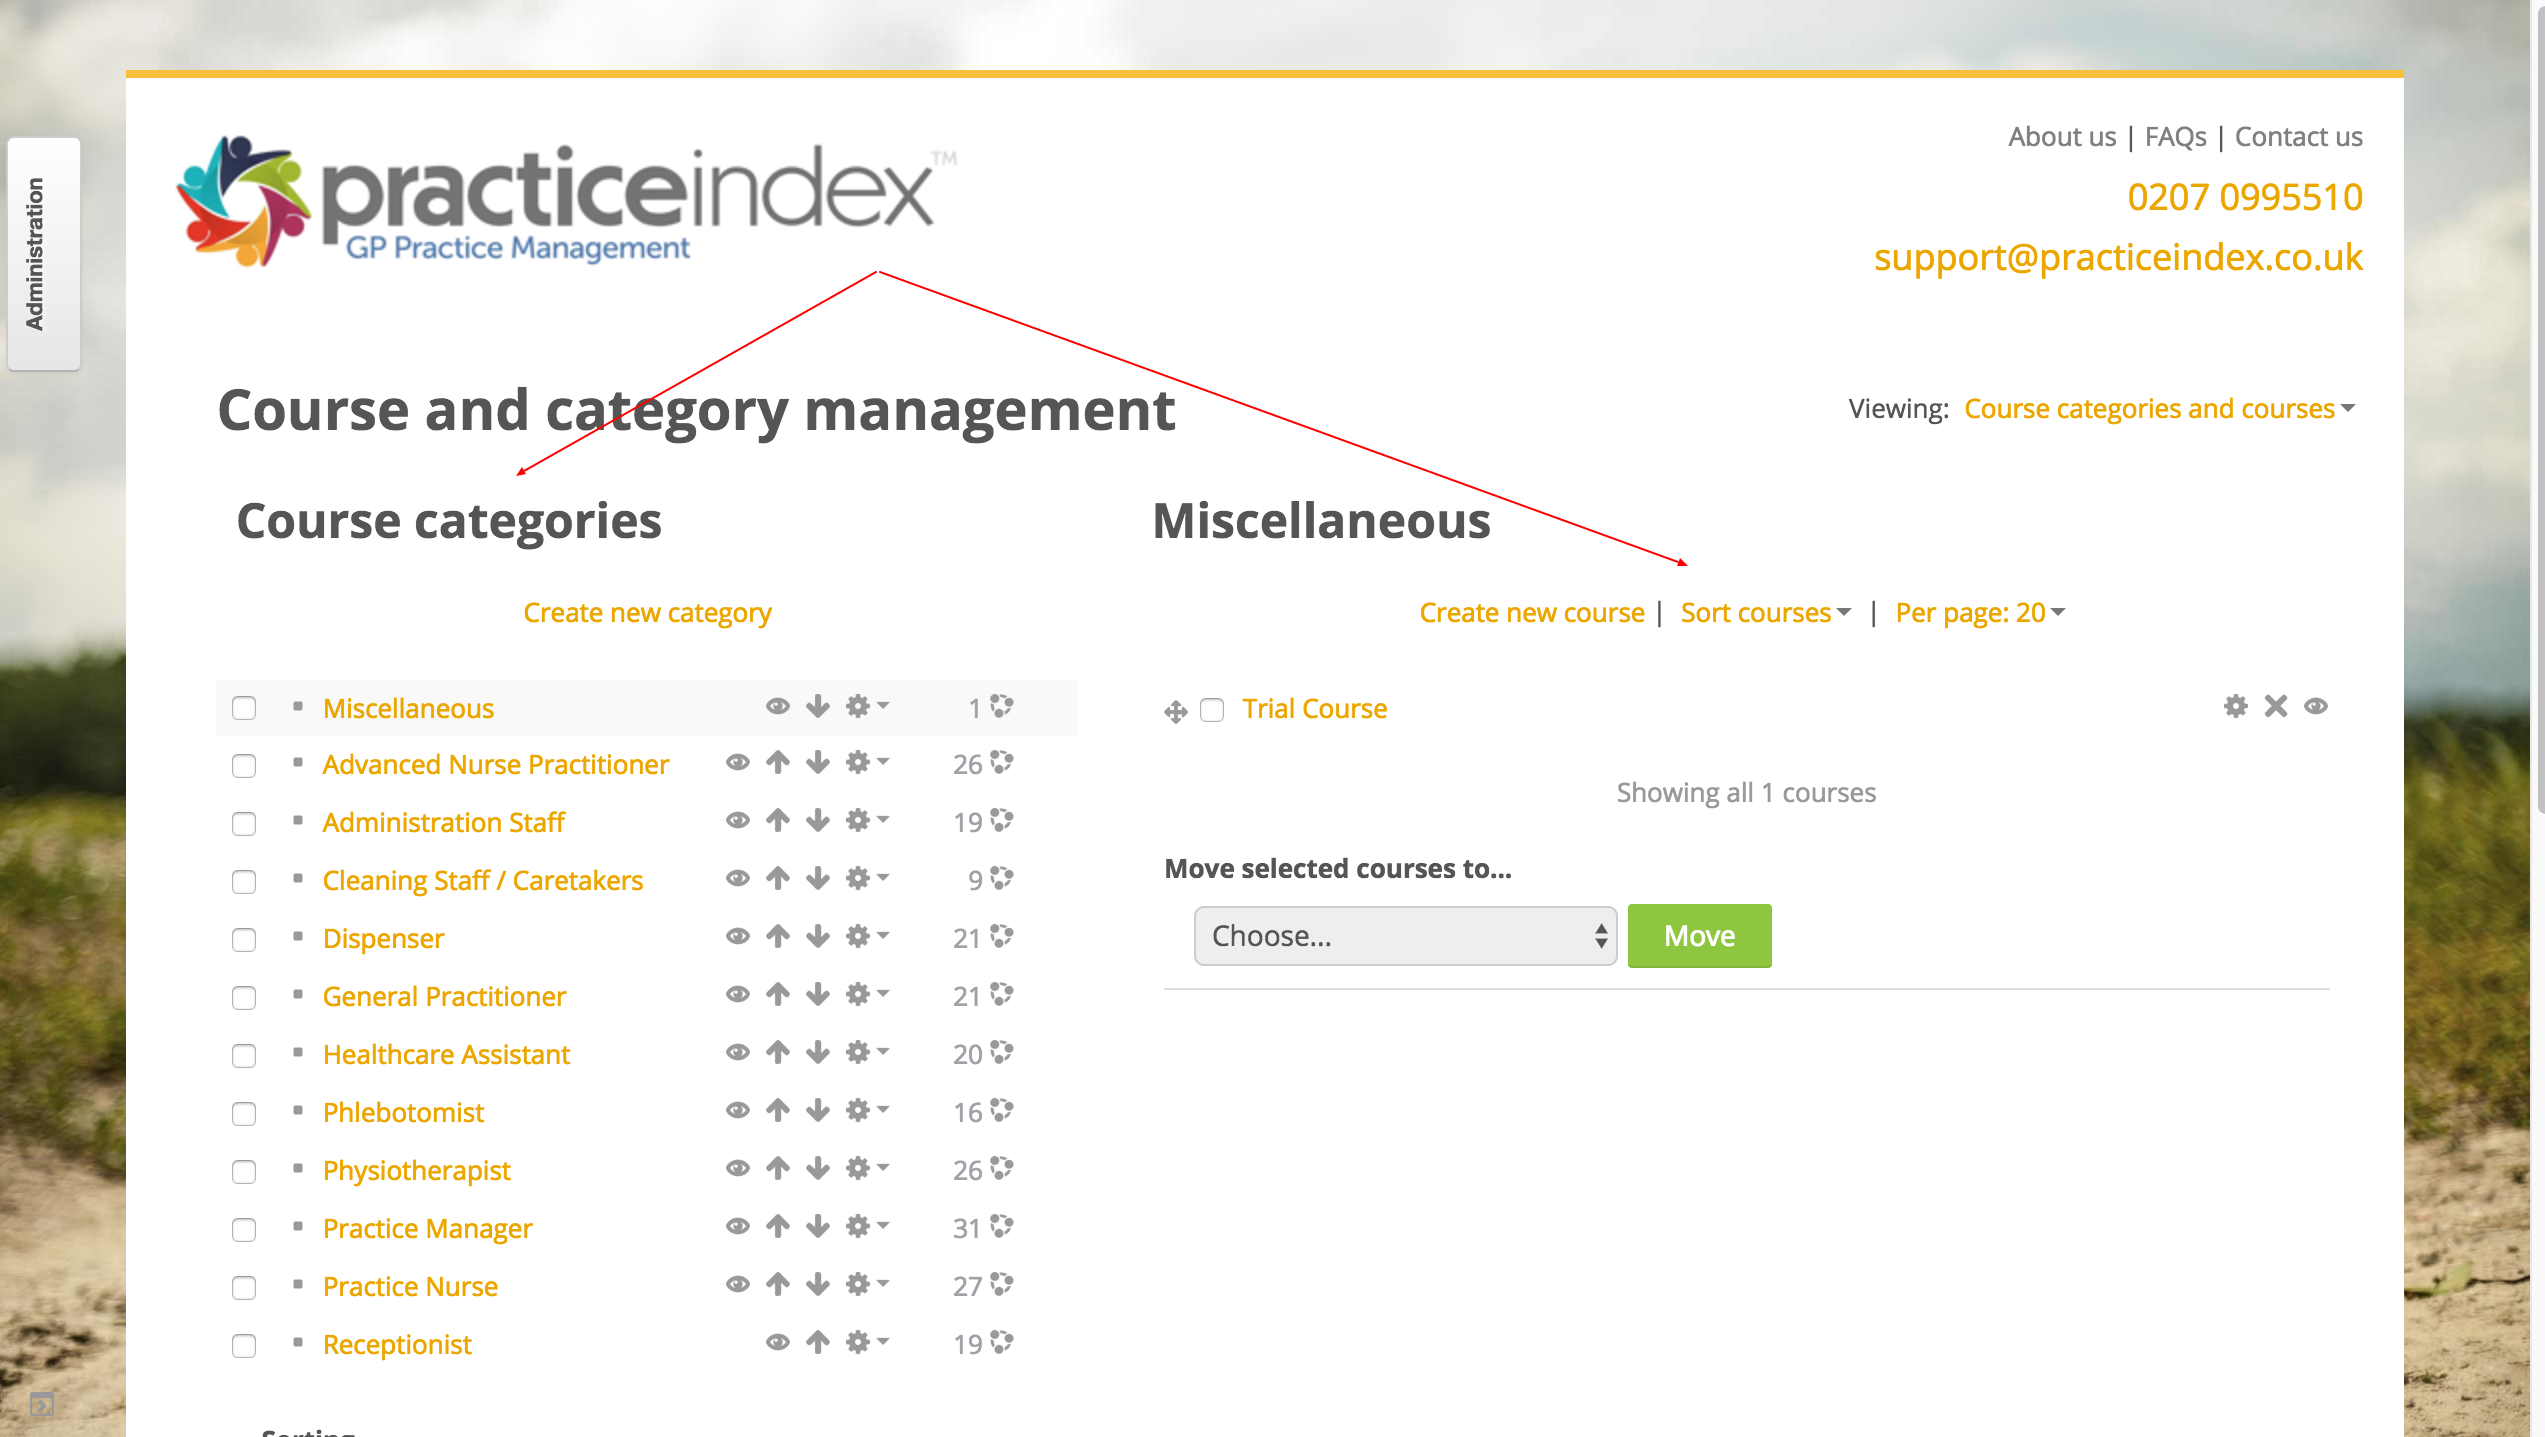 Administration
practiceindex™
GP Practice Management
About us | FAQs | Contact us
0207 0995510
support@practiceindex.co.uk
Course and category management
Viewing: Course categories and courses
Course categories
Create new category
Miscellaneous 1
Advanced Nurse Practitioner 26
Administration Staff 19
Cleaning Staff / Caretakers 9
Dispenser 21
General Practitioner 21
Healthcare Assistant 20
Phlebotomist 16
Physiotherapist 26
Practice Manager 31
Practice Nurse 27
Receptionist 19
Sorting
Miscellaneous
Create new course | Sort courses | Per page: 20
Trial Course
Showing all 1 courses
Move selected courses to...
Choose... Move